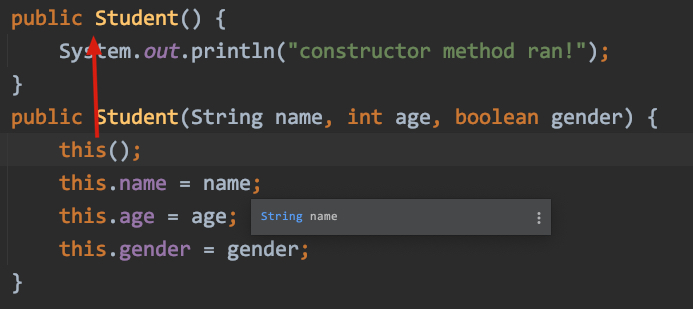 public Student() {
System.out.println("constructor method ran!");
}
public Student(String name, int age, boolean gender) {
this();
this.name = name;
this.age = age;
String name
this.gender = gender;
}